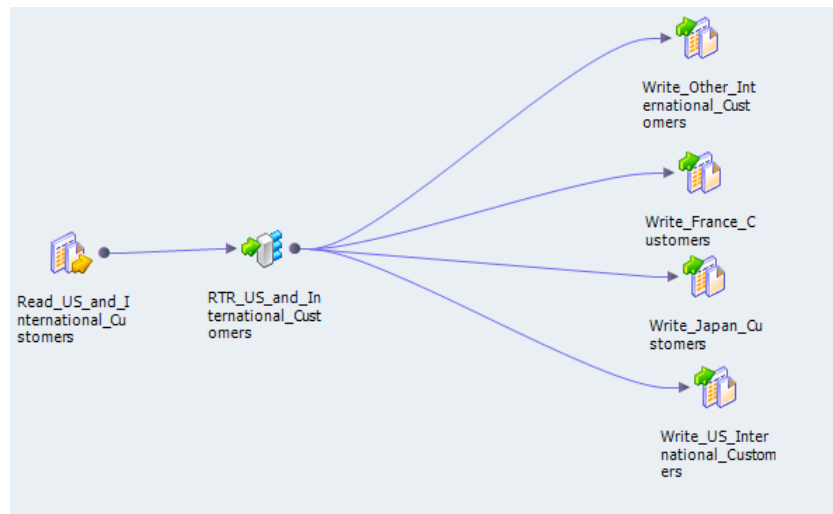 Write_Other_Int
ernational_Cust
omers
Write_France_C
ustomers
Read_US_and_I
nternational_Cu
stomers
RTR_US_and_In
ternational_Cust
omers
Write_Japan_Cu
stomers
Write_US_Inter
national_Custom
ers